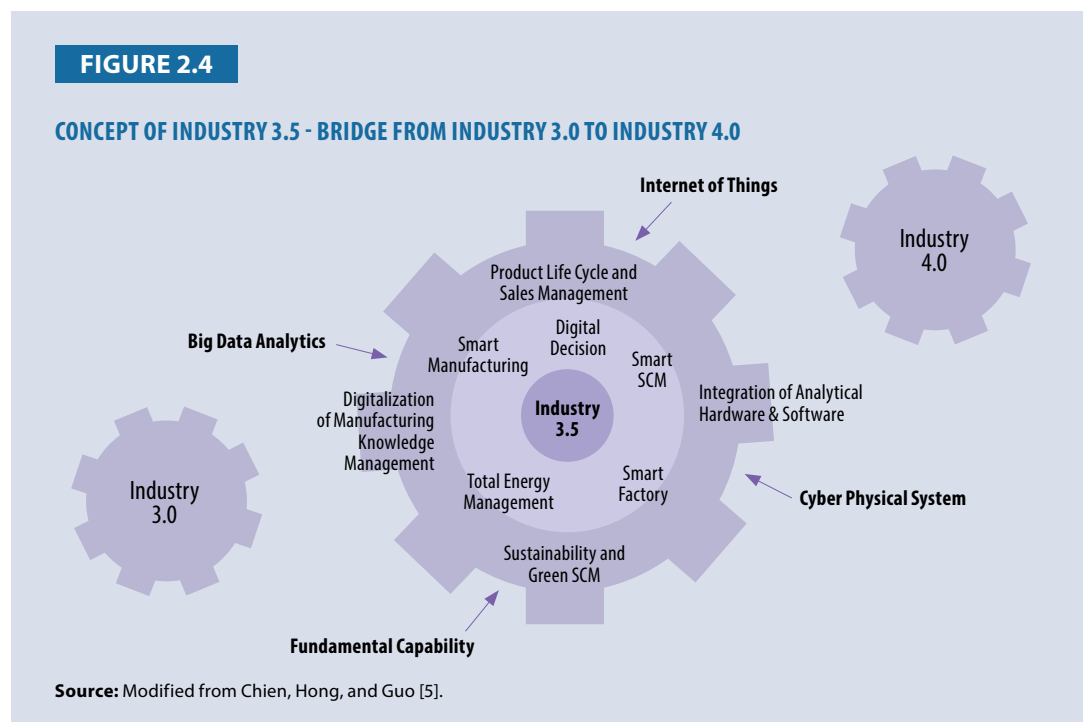 FIGURE 2.4
CONCEPT OF INDUSTRY 3.5 - BRIDGE FROM INDUSTRY 3.0 TO INDUSTRY 4.0
Internet of Things
Industry
4.0
Product Life Cycle and
Sales Management
Big Data Analytics
Digital
Decision
Smart
Manufacturing
Smart
SCM
Digitalization
of Manufacturing
Knowledge
Management
Industry
3.5
Integration of Analytical
Hardware & Software
Industry
3.0
Total Energy
Management
Smart
Factory
Cyber Physical System
Sustainability and
Green SCM
Fundamental Capability
Source: Modified from Chien, Hong, and Guo [5].